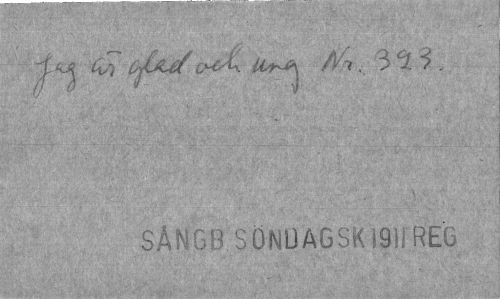 Jag är glad och ung Nr. 323.
SÅNGB SÖNDAGSK 1911 REG